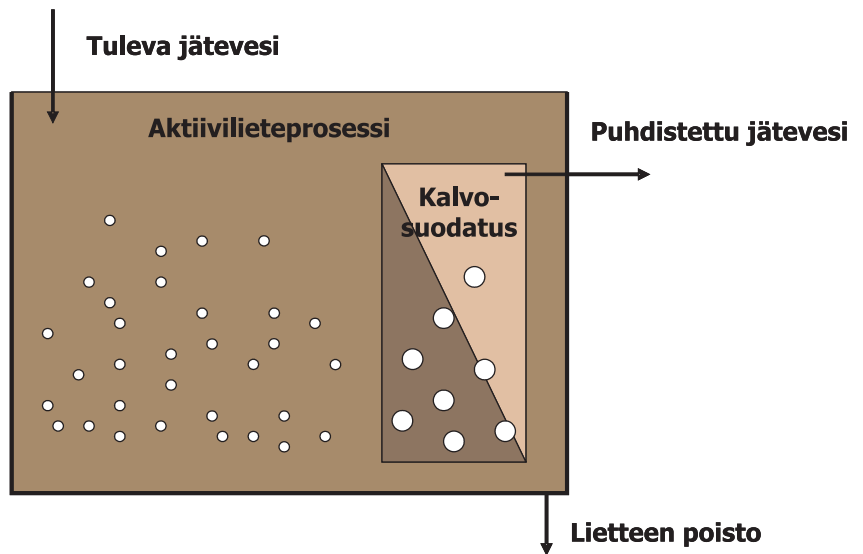 Tuleva jätevesi
Aktiivilieteprosessi
Puhdistettu jätevesi
Kalvo-
suodatus
Lietteen poisto